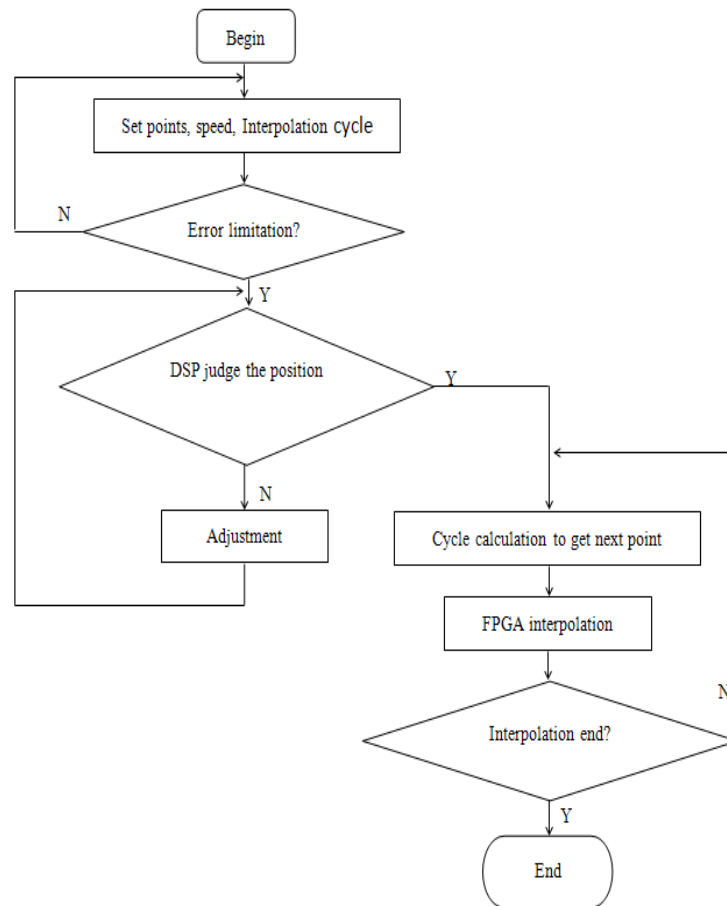 Begin
Set points, speed, Interpolation cycle
N
Error limitation?
Y
DSP judge the position
Y
N
Adjustment
Cycle calculation to get next point
FPGA interpolation
N
Interpolation end?
Y
End